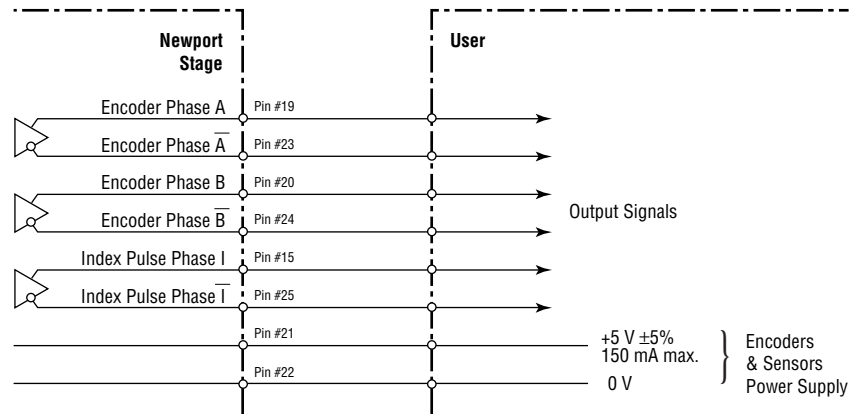 Newport
Stage
User
Encoder Phase A Pin #19
Encoder Phase A̅ Pin #23
Encoder Phase B Pin #20
Encoder Phase B̅ Pin #24
Output Signals
Index Pulse Phase I Pin #15
Index Pulse Phase I̅ Pin #25
Pin #21
+5 V ±5%
150 mA max.
Pin #22
0 V
Encoders
& Sensors
Power Supply